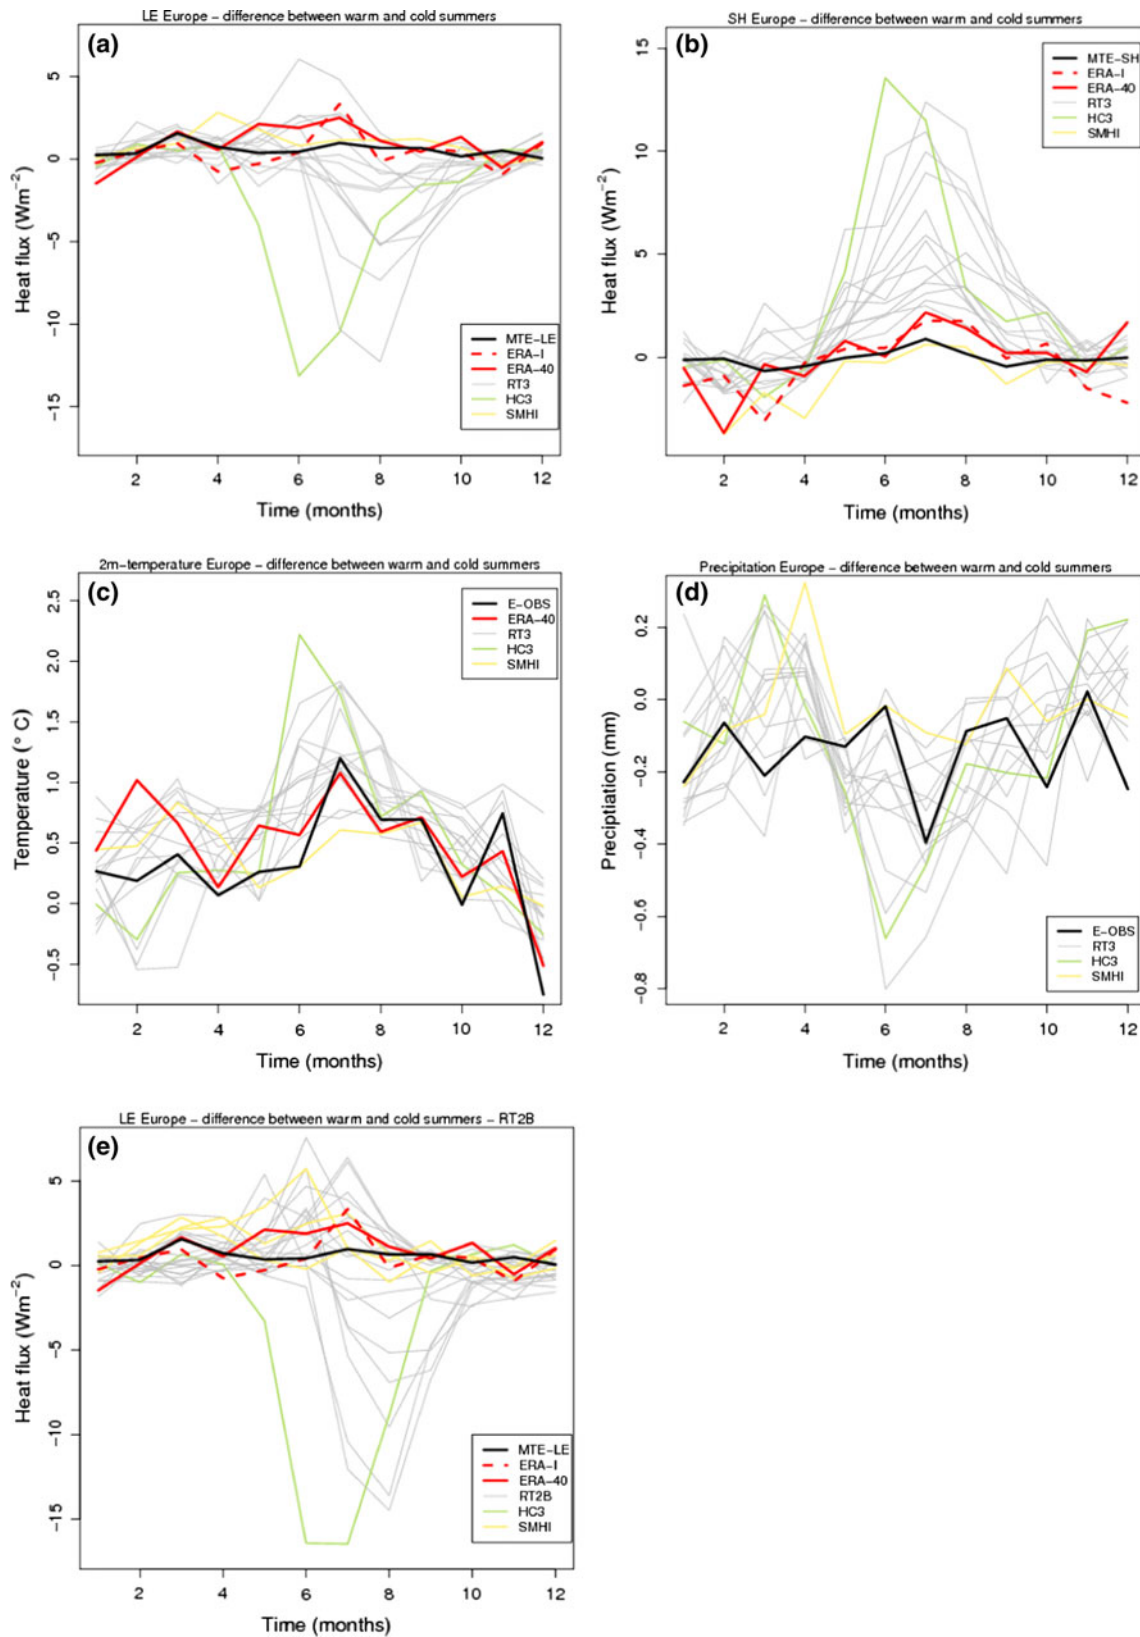 LE Europe – difference between warm and cold summers
(a)
5
0
−5
−10
−15
Heat flux (Wm−2)
MTE−LE
ERA−I
ERA−40
RT3
HC3
SMHI
2 4 6 8 10 12
Time (months)
SH Europe – difference between warm and cold summers
(b)
15
10
5
0
Heat flux (Wm−2)
MTE−SH
ERA−I
ERA−40
RT3
HC3
SMHI
2 4 6 8 10 12
Time (months)
2m−temperature Europe – difference between warm and cold summers
(c)
2.5
2.0
1.5
1.0
0.5
0.0
−0.5
Temperature (° C)
E−OBS
ERA−40
RT3
HC3
SMHI
2 4 6 8 10 12
Time (months)
Precipitation Europe – difference between warm and cold summers
(d)
0.2
0.0
−0.2
−0.4
−0.6
−0.8
Preciptiation (mm)
E−OBS
RT3
HC3
SMHI
2 4 6 8 10 12
Time (months)
LE Europe – difference between warm and cold summers – RT2B
(e)
5
0
−5
−10
−15
Heat flux (Wm−2)
MTE−LE
ERA−I
ERA−40
RT2B
HC3
SMHI
2 4 6 8 10 12
Time (months)